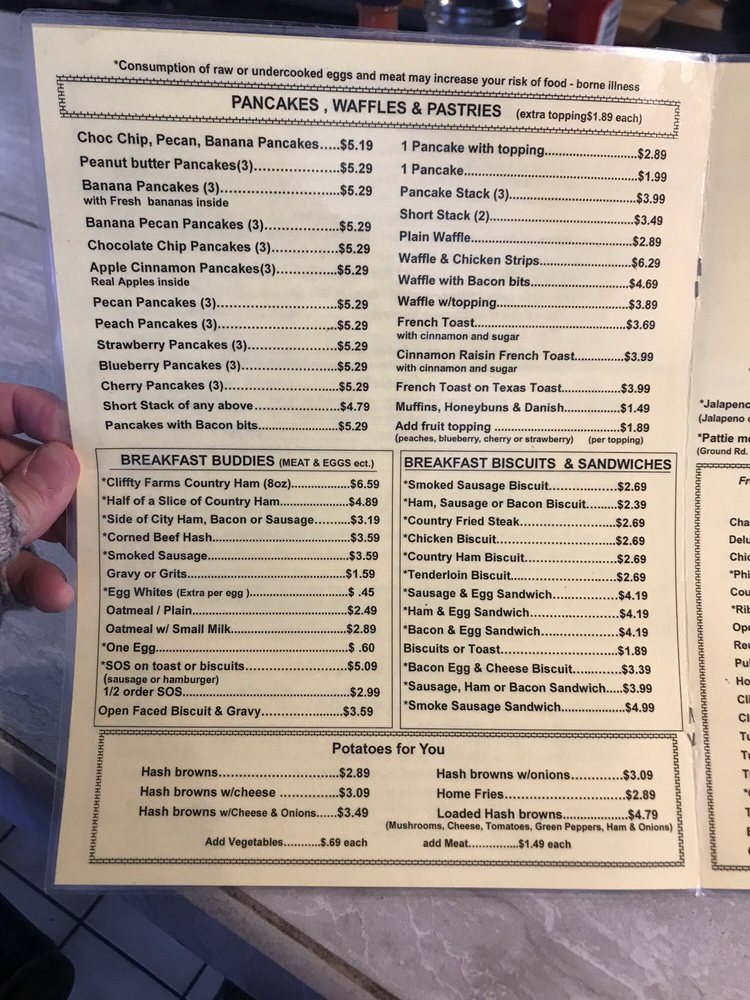 *Consumption of raw or undercooked eggs and meat may increase your risk of food - borne illness
PANCAKES , WAFFLES & PASTRIES (extra topping$1.89 each)
Choc Chip, Pecan, Banana Pancakes.....$5.19
Peanut butter Pancakes(3)....................$5.29
Banana Pancakes (3)...........................$5.29
with Fresh bananas inside
Banana Pecan Pancakes (3)..................$5.29
Chocolate Chip Pancakes (3).................$5.29
Apple Cinnamon Pancakes(3)................$5.29
Real Apples inside
Pecan Pancakes (3).............................$5.29
Peach Pancakes (3).............................$5.29
Strawberry Pancakes (3)......................$5.29
Blueberry Pancakes (3)........................$5.29
Cherry Pancakes (3)............................$5.29
Short Stack of any above.....................$4.79
Pancakes with Bacon bits.....................$5.29
1 Pancake with topping...........................$2.89
1 Pancake...................................................$1.99
Pancake Stack (3)......................................$3.99
Short Stack (2)...........................................$3.49
Plain Waffle................................................$2.89
Waffle & Chicken Strips...........................$6.29
Waffle with Bacon bits.............................$4.69
Waffle w/topping.......................................$3.89
French Toast.............................................$3.69
with cinnamon and sugar
Cinnamon Raisin French Toast..............$3.99
with cinnamon and sugar
French Toast on Texas Toast.................$3.99
Muffins, Honeybuns & Danish................$1.49
Add fruit topping .....................................$1.89
(peaches, blueberry, cherry or strawberry) (per topping)
BREAKFAST BUDDIES (MEAT & EGGS ect.)
*Cliffty Farms Country Ham (8oz)................$6.59
*Half of a Slice of Country Ham...................$4.89
*Side of City Ham, Bacon or Sausage..........$3.19
*Corned Beef Hash.......................................$3.59
*Smoked Sausage.........................................$3.59
Gravy or Grits...............................................$1.59
*Egg Whites (Extra per egg )...........................$ .45
Oatmeal / Plain.............................................$2.49
Oatmeal w/ Small Milk..................................$2.89
*One Egg.......................................................$ .60
*SOS on toast or biscuits............................$5.09
(sausage or hamburger)
1/2 order SOS...............................................$2.99
Open Faced Biscuit & Gravy.......................$3.59
BREAKFAST BISCUITS & SANDWICHES
*Smoked Sausage Biscuit...................$2.69
*Ham, Sausage or Bacon Biscuit........$2.39
*Country Fried Steak...........................$2.69
*Chicken Biscuit...................................$2.69
*Country Ham Biscuit..........................$2.69
*Tenderloin Biscuit..............................$2.69
*Sausage & Egg Sandwich..................$4.19
*Ham & Egg Sandwich.........................$4.19
*Bacon & Egg Sandwich......................$4.19
Biscuits or Toast..................................$1.89
*Bacon Egg & Cheese Biscuit..............$3.39
*Sausage, Ham or Bacon Sandwich.....$3.99
*Smoke Sausage Sandwich..................$4.99
Potatoes for You
Hash browns..................................$2.89
Hash browns w/cheese .................$3.09
Hash browns w/Cheese & Onions......$3.49
Add Vegetables...........$.69 each
Hash browns w/onions...............$3.09
Home Fries..................................$2.89
Loaded Hash browns..................$4.79
(Mushrooms, Cheese, Tomatoes, Green Peppers, Ham & Onions)
add Meat...............$1.49 each
*Jalapeno
(Jalapeno
*Pattie
(Ground Rd.